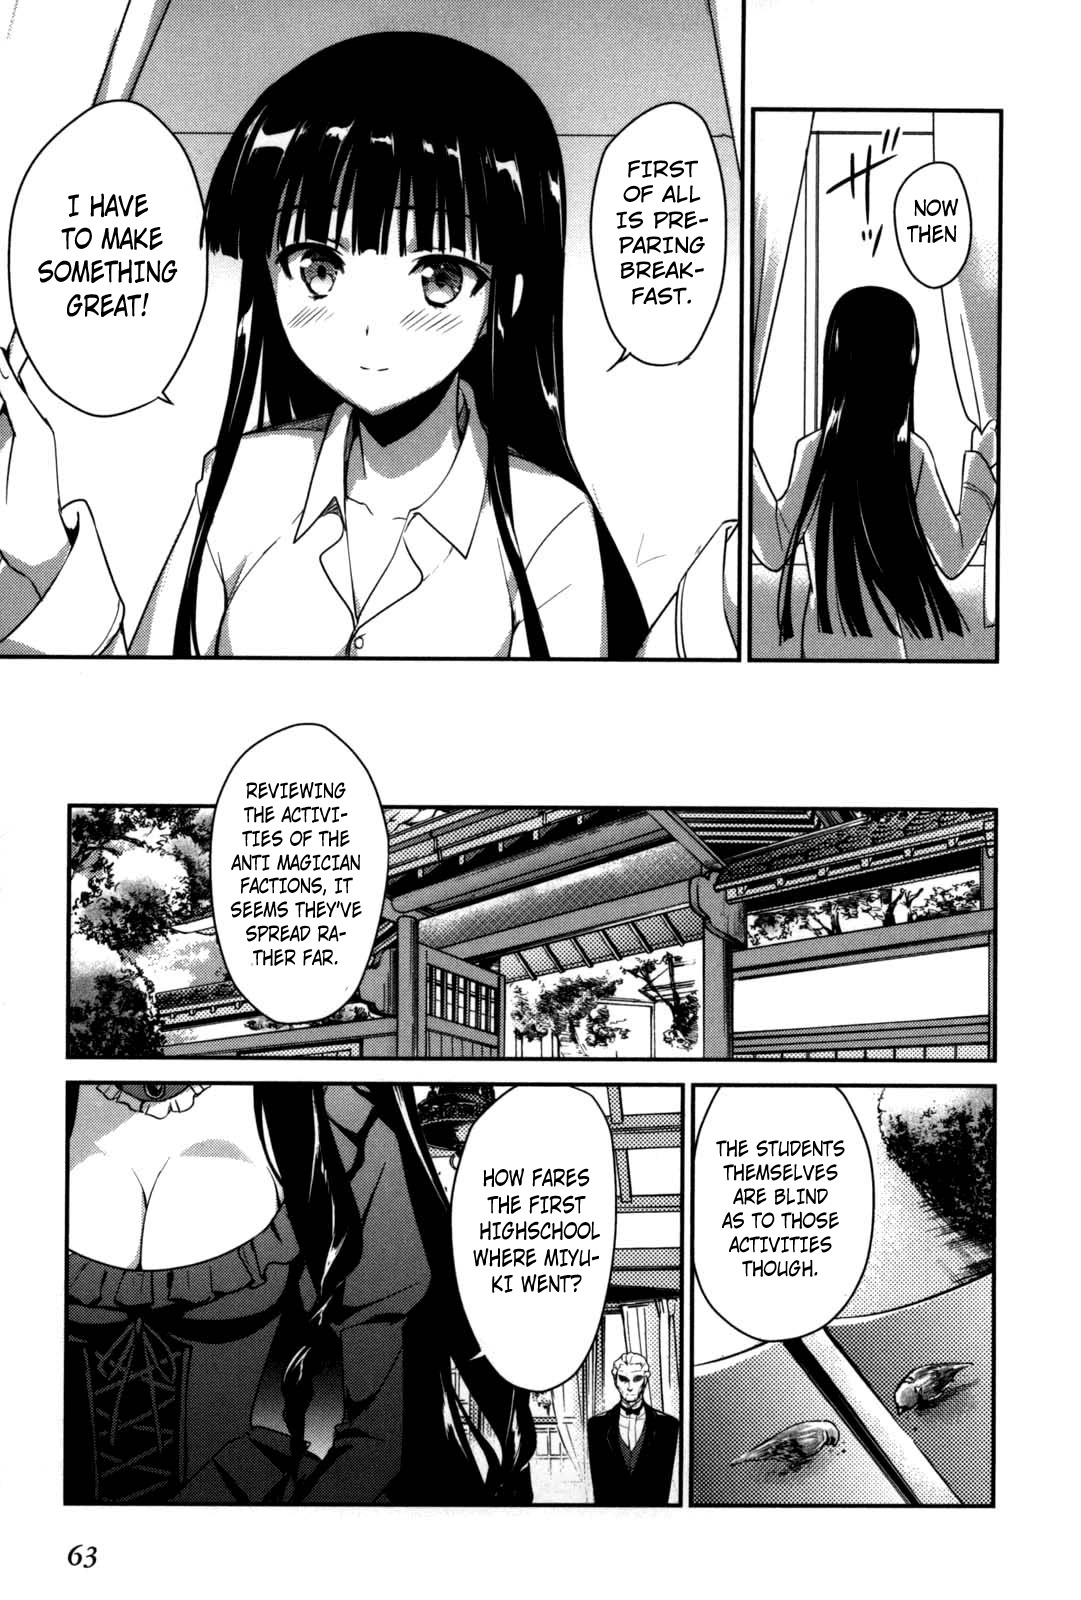 ザッ
NOW
THEN
FIRST
OF ALL
IS PRE-
PARING
BREAK-
FAST.
I HAVE
TO MAKE
SOMETHING
GREAT!
REVIEWING
THE ACTIVI-
TIES OF THE
ANTI MAGICIAN
FACTIONS, IT
SEEMS THEY'VE
SPREAD RA-
THER FAR.
THE STUDENTS
THEMSELVES
ARE BLIND
AS TO THOSE
ACTIVITIES
THOUGH.
HOW FARES
THE FIRST
HIGHSCHOOL
WHERE MIYU-
KI WENT?
63